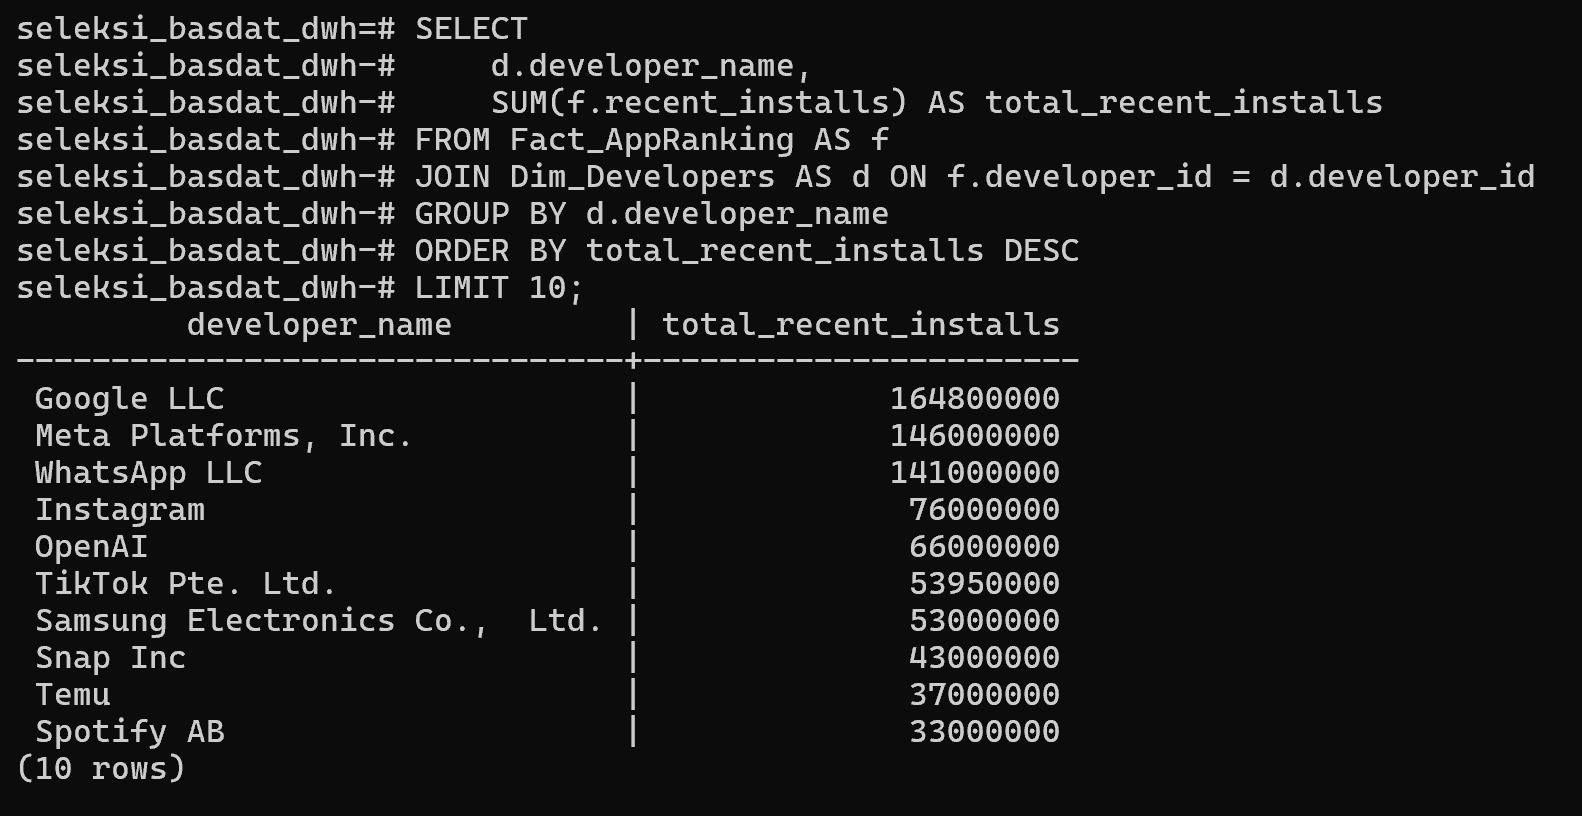 seleksi_basdat_dwh=# SELECT
seleksi_basdat_dwh-#     d.developer_name,
seleksi_basdat_dwh-#     SUM(f.recent_installs) AS total_recent_installs
seleksi_basdat_dwh-# FROM Fact_AppRanking AS f
seleksi_basdat_dwh-# JOIN Dim_Developers AS d ON f.developer_id = d.developer_id
seleksi_basdat_dwh-# GROUP BY d.developer_name
seleksi_basdat_dwh-# ORDER BY total_recent_installs DESC
seleksi_basdat_dwh-# LIMIT 10;
         developer_name         | total_recent_installs
--------------------------------+-----------------------
 Google LLC                     |             164800000
 Meta Platforms, Inc.           |             146000000
 WhatsApp LLC                   |             141000000
 Instagram                      |              76000000
 OpenAI                         |              66000000
 TikTok Pte. Ltd.               |              53950000
 Samsung Electronics Co.,  Ltd. |              53000000
 Snap Inc                       |              43000000
 Temu                           |              37000000
 Spotify AB                     |              33000000
(10 rows)